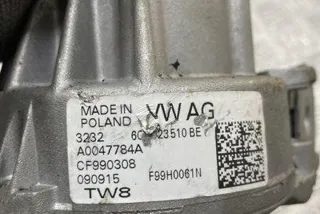 MADE IN
POLAND VW AG
3232 23510 BE
A0047784A
CF990308
090915 F99H0061N
TW8